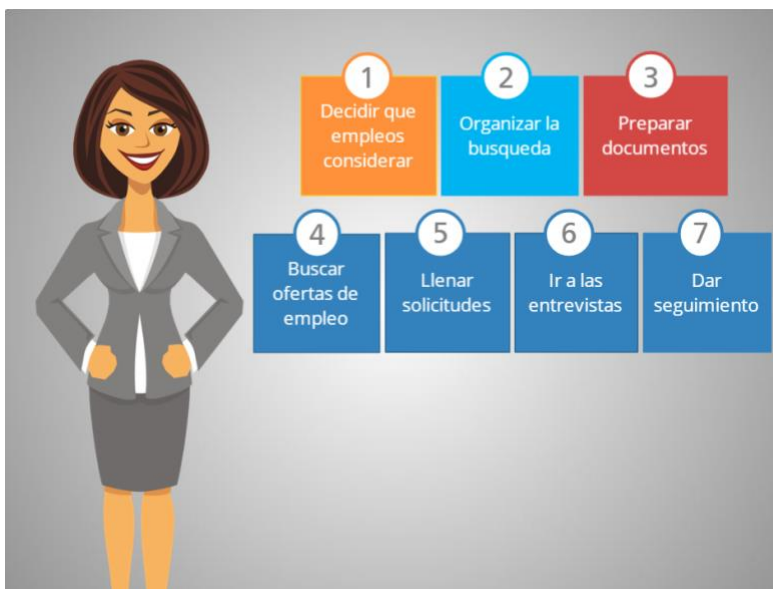 1
Decidir que
empleos
considerar
2
Organizar la
busqueda
3
Preparar
documentos
4
Buscar
ofertas de
empleo
5
Llenar
solicitudes
6
Ir a las
entrevistas
7
Dar
seguimiento